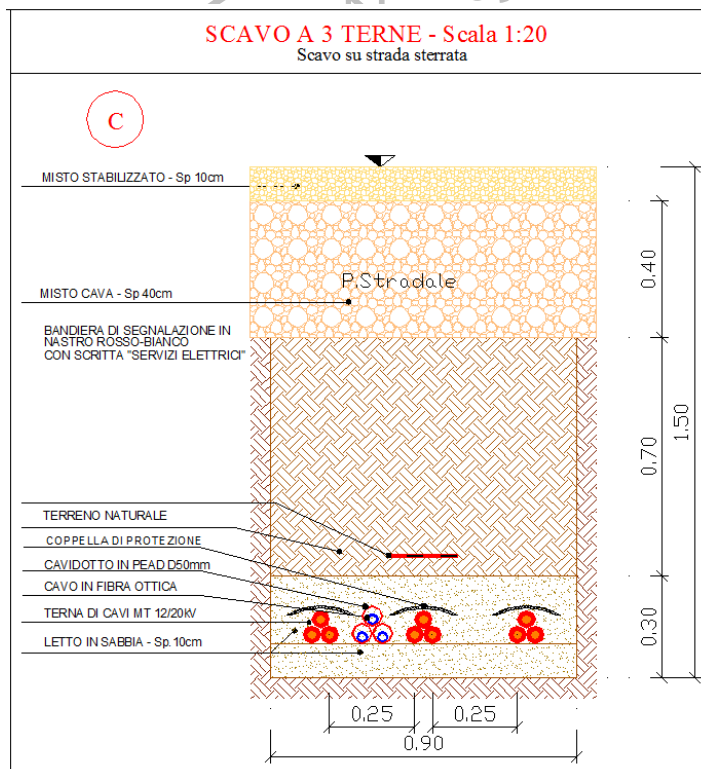 SCAVO A 3 TERNE - Scala 1:20
Scavo su strada sterrata
C
MISTO STABILIZZATO - Sp 10cm
P.Stradale
MISTO CAVA - Sp 40cm
BANDIERA DI SEGNALAZIONE IN
NASTRO ROSSO-BIANCO
CON SCRITTA "SERVIZI ELETTRICI"
TERRENO NATURALE
COPPELLA DI PROTEZIONE
CAVIDOTTO IN PEAD D50mm
CAVO IN FIBRA OTTICA
TERNA DI CAVI MT 12/20kV
LETTO IN SABBIA - Sp. 10cm
0.40
0.70
0.30
1.50
0.25
0.25
0.90